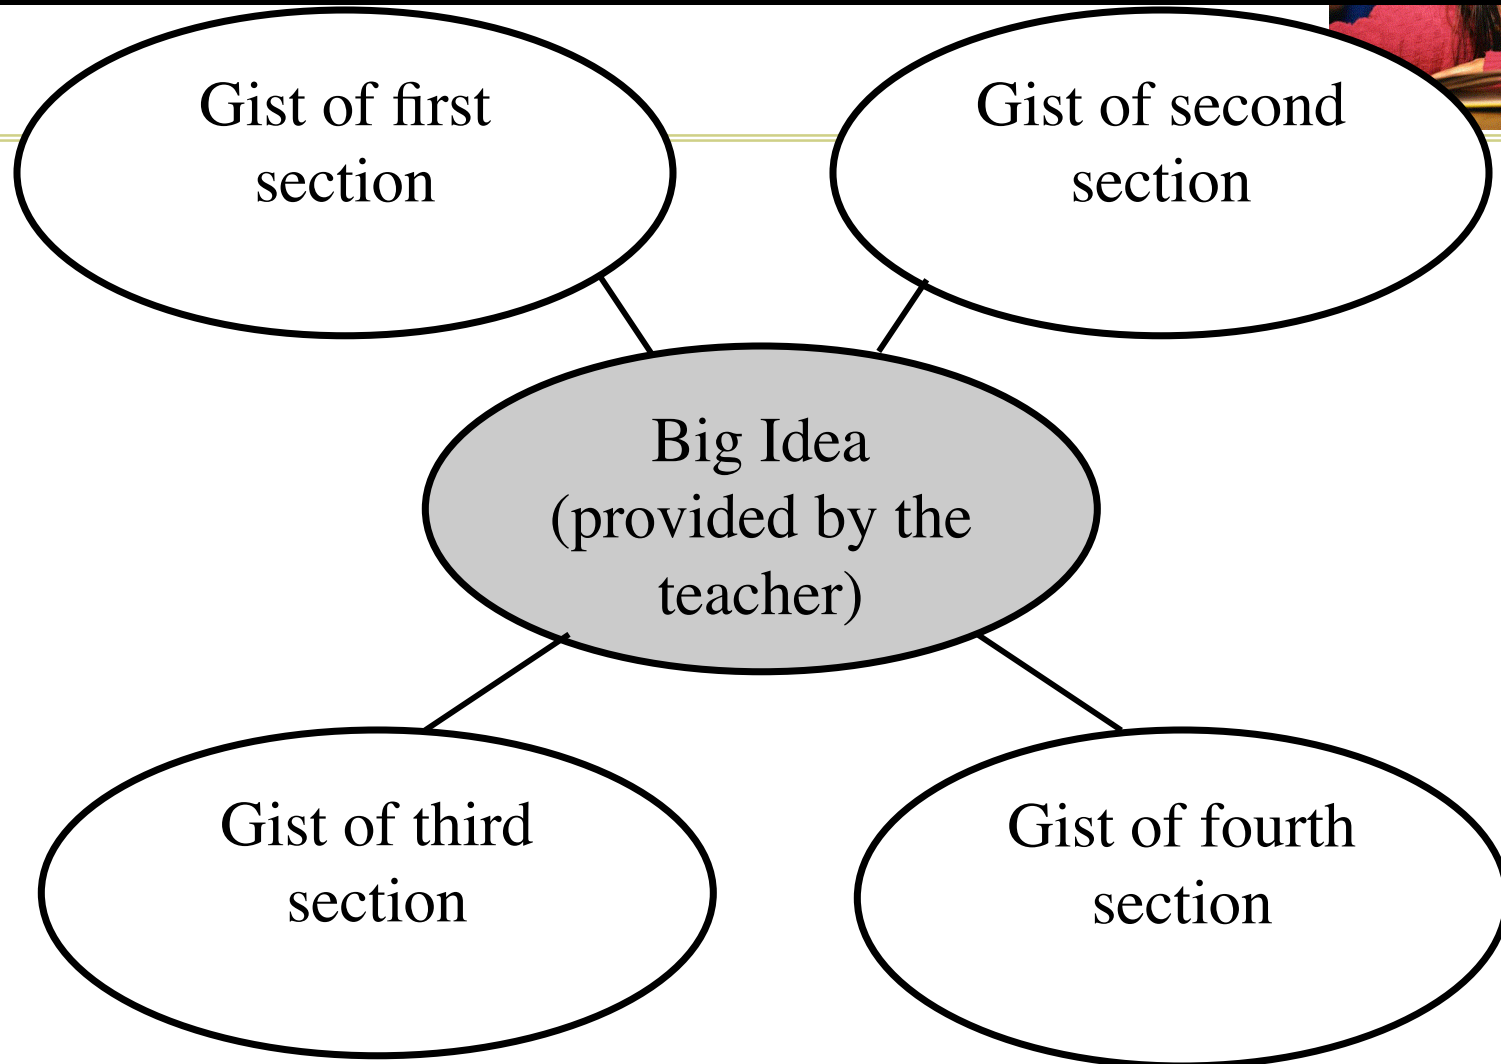 Gist of first
section
Gist of second
section
Big Idea
(provided by the
teacher)
Gist of third
section
Gist of fourth
section